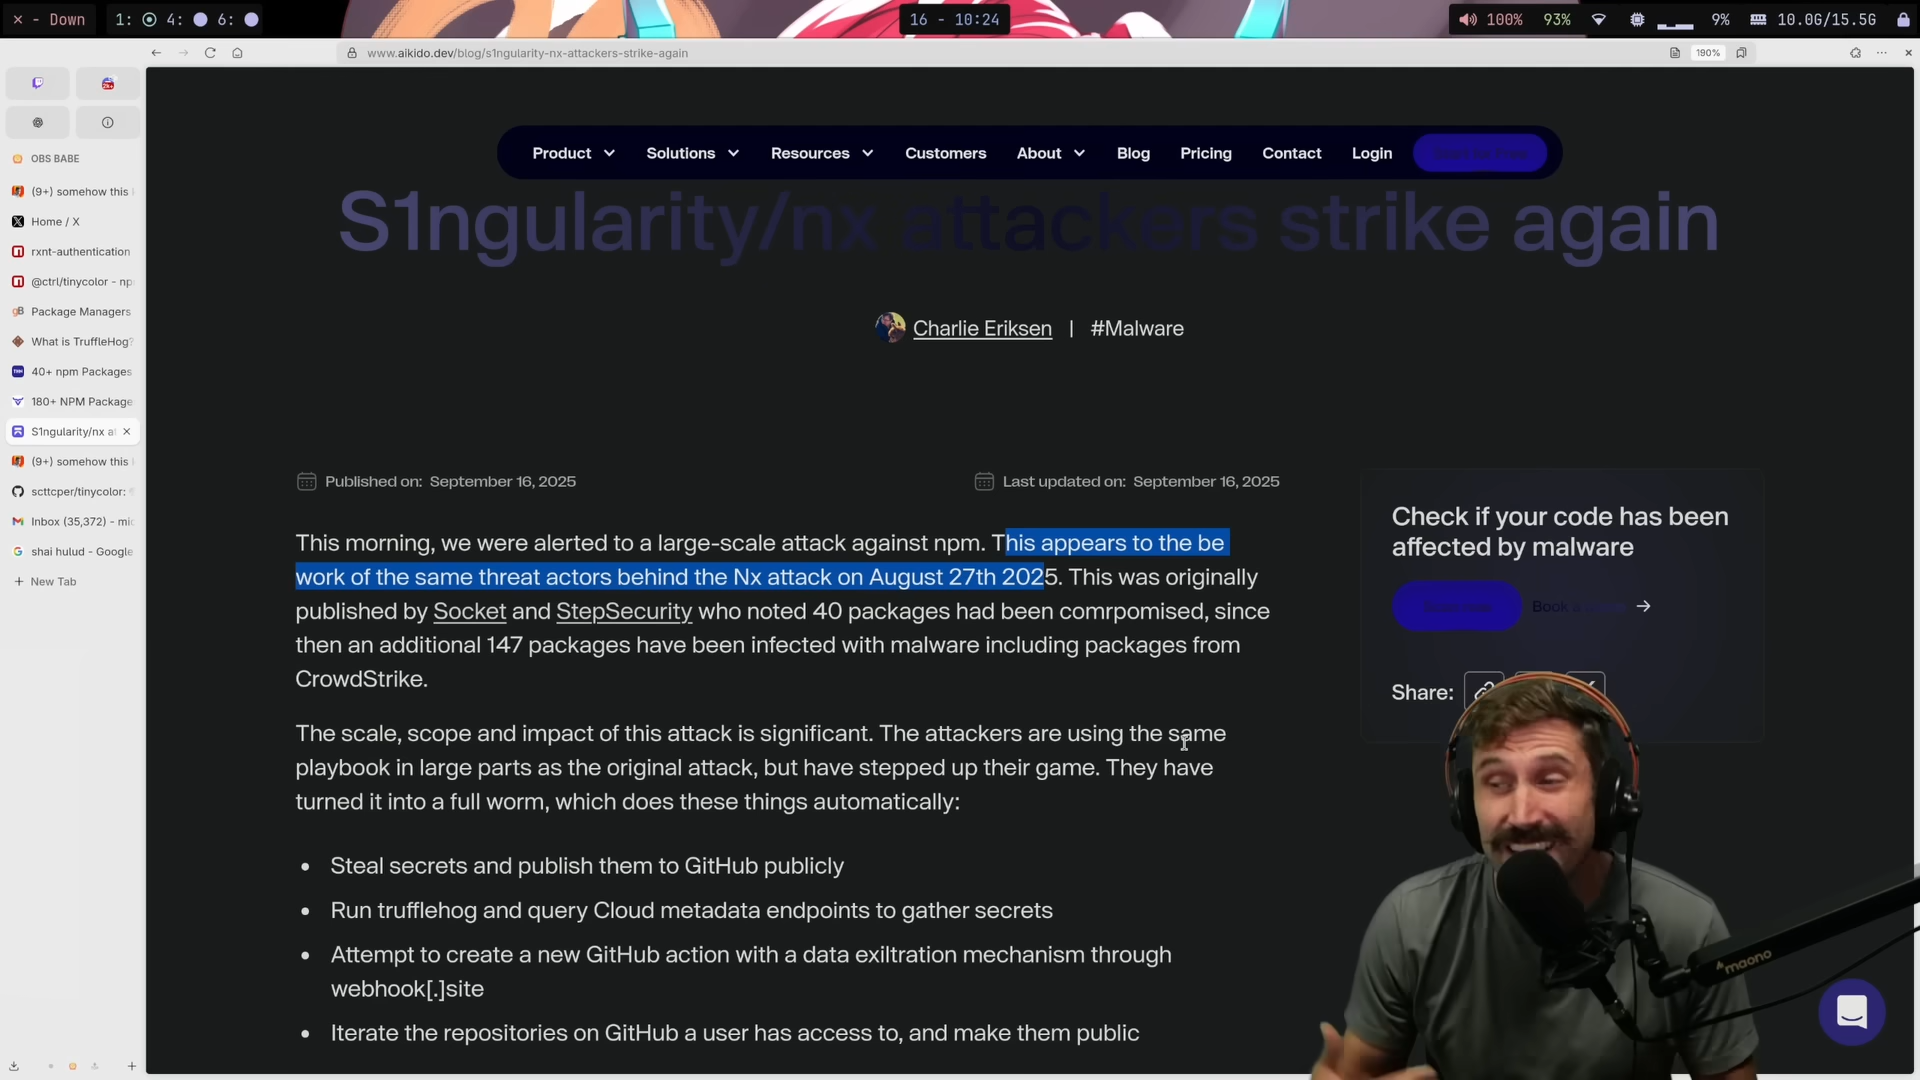 × - Down 1: 4: 6: 16 - 10:24 100% 93% 9% 10.0G/15.5G
www.aikido.dev/blog/s1ngularity-nx-attackers-strike-again 190%
OBS BABE
(9+) somehow this
Home / X
rxnt-authentication
@ctrl/tinycolor - np
Package Managers
What is TruffleHog?
40+ npm Packages
180+ NPM Package
S1ngularity/nx a
(9+) somehow this
scttcper/tinycolor:
Inbox (35,372) - mic
shai hulud - Google
New Tab
Product Solutions Resources Customers About Blog Pricing Contact Login
S1ngularity/nx attackers strike again
Charlie Eriksen | #Malware
Published on: September 16, 2025 Last updated on: September 16, 2025
This morning, we were alerted to a large-scale attack against npm. This appears to the be
work of the same threat actors behind the Nx attack on August 27th 2025. This was originally
published by Socket and StepSecurity who noted 40 packages had been comrpomised, since
then an additional 147 packages have been infected with malware including packages from
CrowdStrike.
The scale, scope and impact of this attack is significant. The attackers are using the same
playbook in large parts as the original attack, but have stepped up their game. They have
turned it into a full worm, which does these things automatically:
• Steal secrets and publish them to GitHub publicly
• Run trufflehog and query Cloud metadata endpoints to gather secrets
• Attempt to create a new GitHub action with a data exiltration mechanism through
webhook[.]site
• Iterate the repositories on GitHub a user has access to, and make them public
Check if your code has been
affected by malware
Book a
Share:
maono